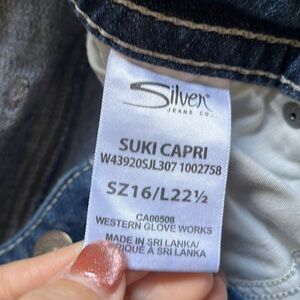 Silver
JEANS CO.
SUKI CAPRI
W43920SJL307 1002758
SZ16/L22½
CA00508
WESTERN GLOVE WORKS
MADE IN SRI LANKA/
À SRI LANKA